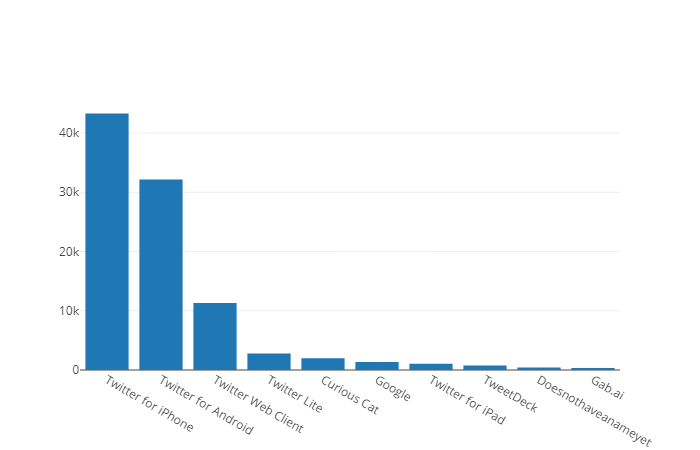 40k
30k
20k
10k
0
Twitter for iPhone
Twitter for Android
Twitter Web Client
Twitter Lite
Curious Cat
Google
Twitter for iPad
TweetDeck
Doesnothaveanameyet
Gab.ai